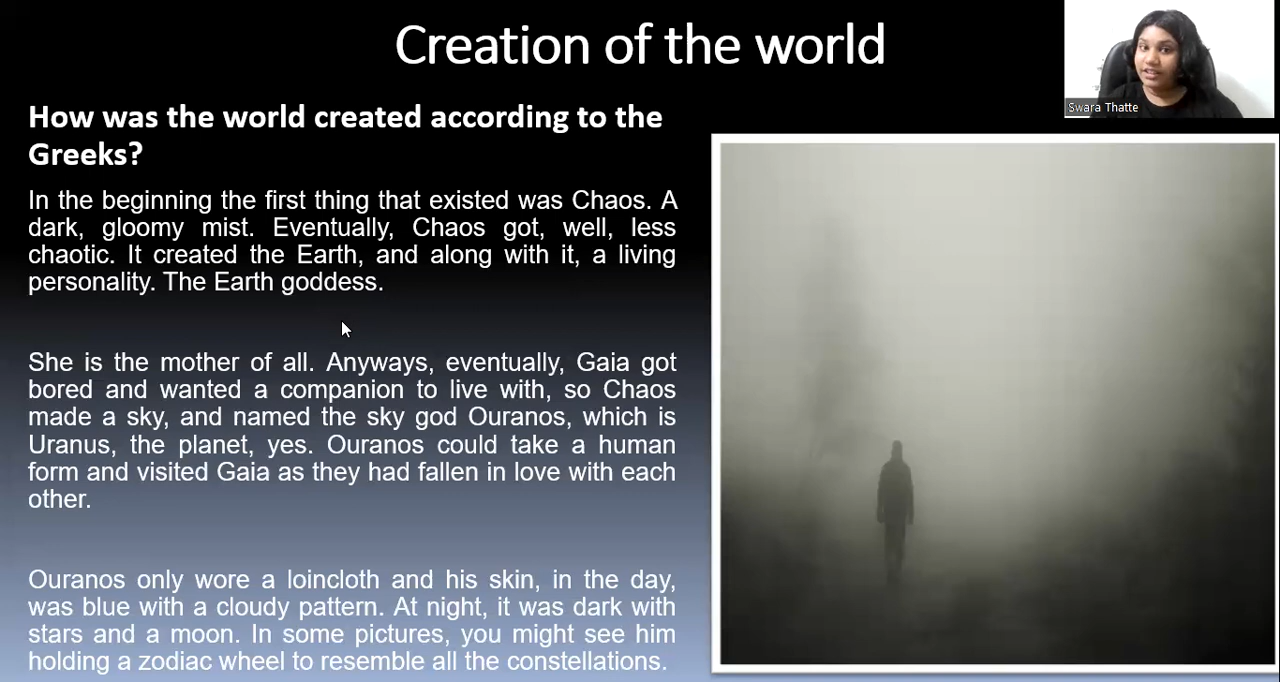 Creation of the world
Swara Thatte
How was the world created according to the
Greeks?
In the beginning the first thing that existed was Chaos. A
dark, gloomy mist. Eventually, Chaos got, well, less
chaotic. It created the Earth, and along with it, a living
personality. The Earth goddess.
She is the mother of all. Anyways, eventually, Gaia got
bored and wanted a companion to live with, so Chaos
made a sky, and named the sky god Ouranos, which is
Uranus, the planet, yes. Ouranos could take a human
form and visited Gaia as they had fallen in love with each
other.
Ouranos only wore a loincloth and his skin, in the day,
was blue with a cloudy pattern. At night, it was dark with
stars and a moon. In some pictures, you might see him
holding a zodiac wheel to resemble all the constellations.